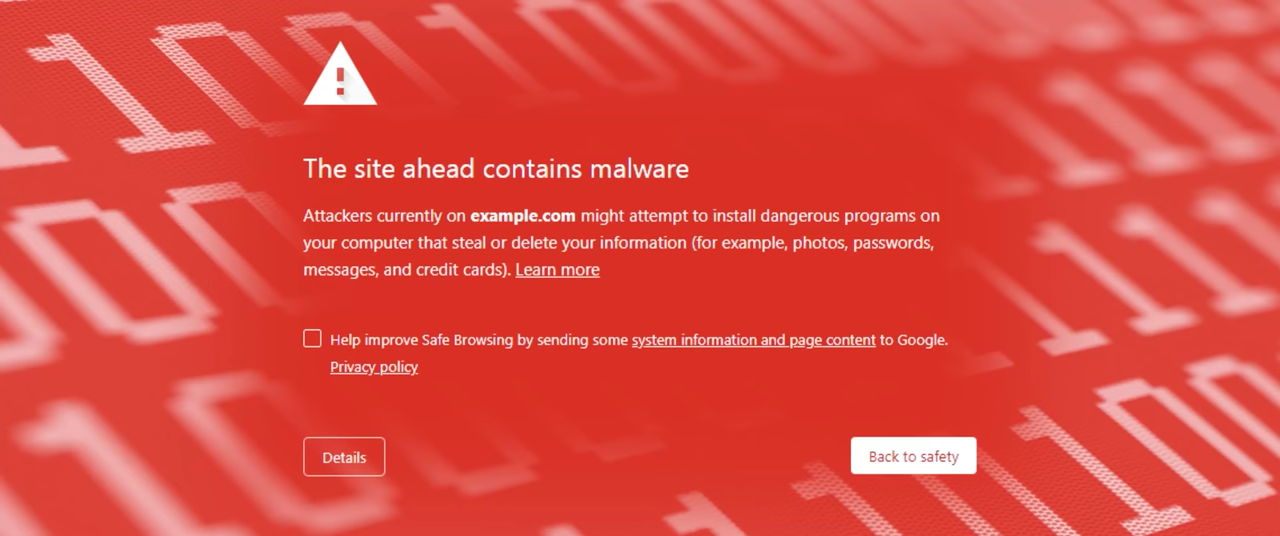 The site ahead contains malware
Attackers currently on example.com might attempt to install dangerous programs on
your computer that steal or delete your information (for example, photos, passwords,
messages, and credit cards). Learn more
Help improve Safe Browsing by sending some system information and page content to Google.
Privacy policy
Details
Back to safety